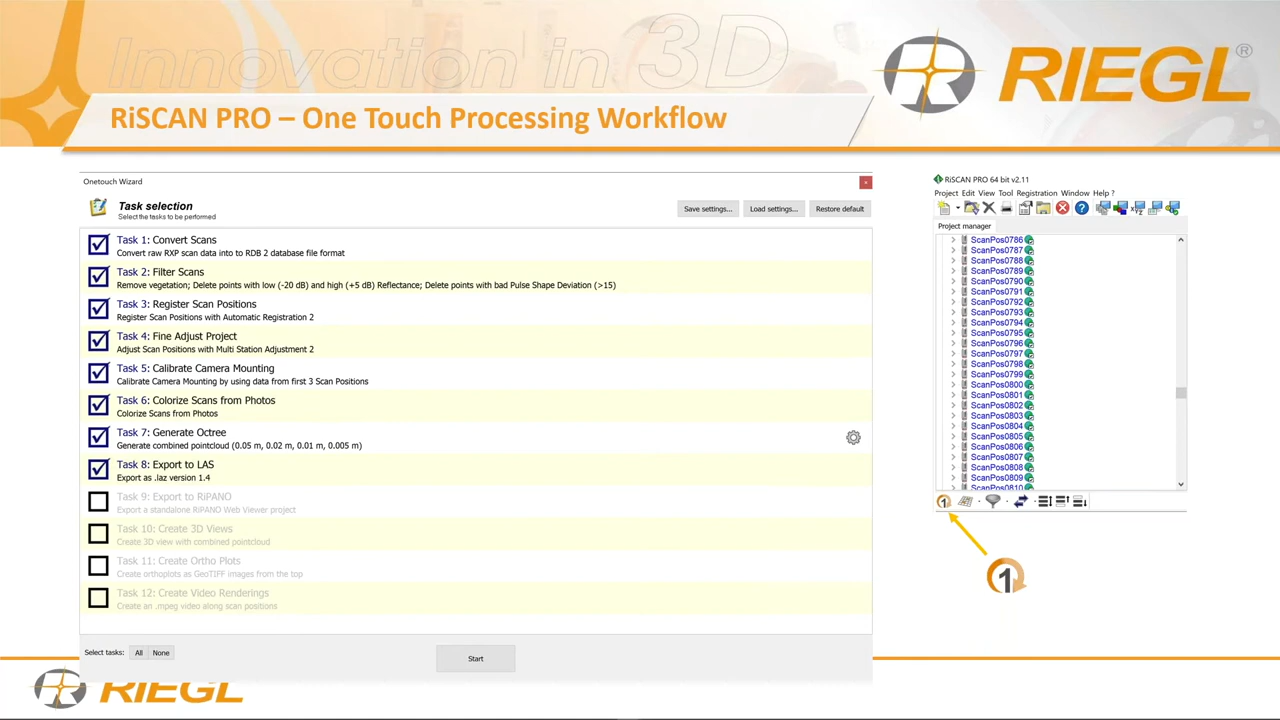 Innovation in 3D
RIEGL®
RiSCAN PRO – One Touch Processing Workflow
Onetouch Wizard
Task selection
Select the tasks to be performed
Save settings...
Load settings...
Restore default
Task 1: Convert Scans
Convert raw RXP scan data into to RDB 2 database file format
Task 2: Filter Scans
Remove vegetation; Delete points with low (-20 dB) and high (+5 dB) Reflectance; Delete points with bad Pulse Shape Deviation (>15)
Task 3: Register Scan Positions
Register Scan Positions with Automatic Registration 2
Task 4: Fine Adjust Project
Adjust Scan Positions with Multi Station Adjustment 2
Task 5: Calibrate Camera Mounting
Calibrate Camera Mounting by using data from first 3 Scan Positions
Task 6: Colorize Scans from Photos
Colorize Scans from Photos
Task 7: Generate Octree
Generate combined pointcloud (0.05 m, 0.02 m, 0.01 m, 0.005 m)
Task 8: Export to LAS
Export as .laz version 1.4
Task 9: Export to RiPANO
Export a standalone RiPANO Web Viewer project
Task 10: Create 3D Views
Create 3D view with combined pointcloud
Task 11: Create Ortho Plots
Create orthoplots as GeoTIFF images from the top
Task 12: Create Video Renderings
Create an .mpeg video along scan positions
Select tasks: All None
Start
RiSCAN PRO 64 bit v2.11
Project Edit View Tool Registration Window Help ?
Project manager
ScanPos0786
ScanPos0787
ScanPos0788
ScanPos0789
ScanPos0790
ScanPos0791
ScanPos0792
ScanPos0793
ScanPos0794
ScanPos0795
ScanPos0796
ScanPos0797
ScanPos0798
ScanPos0799
ScanPos0800
ScanPos0801
ScanPos0802
ScanPos0803
ScanPos0804
ScanPos0805
ScanPos0806
ScanPos0807
ScanPos0808
ScanPos0809
ScanPos0810
1
1
RIEGL